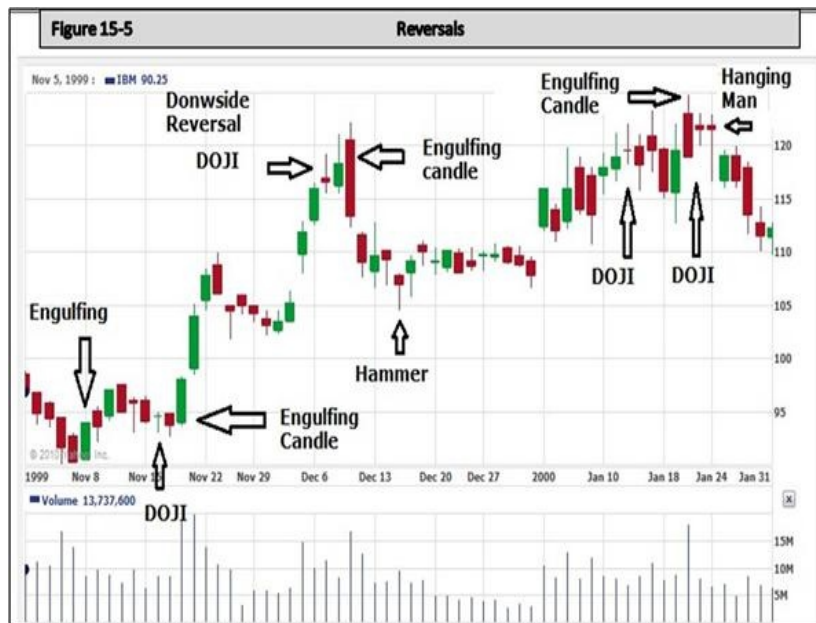 Figure 15-5
Reversals
Nov 5, 1999 : IBM 90.25
Donwside
Reversal
DOJI
Engulfing
candle
Engulfing
Candle
Hanging
Man
120
115
110
105
100
95
DOJI
DOJI
Engulfing
Hammer
Engulfing
Candle
DOJI
1999 Nov 8 Nov 15 Nov 22 Nov 29 Dec 6 Dec 13 Dec 20 Dec 27 2000 Jan 10 Jan 18 Jan 24 Jan 31
Volume 13,737,600
X
15M
10M
5M